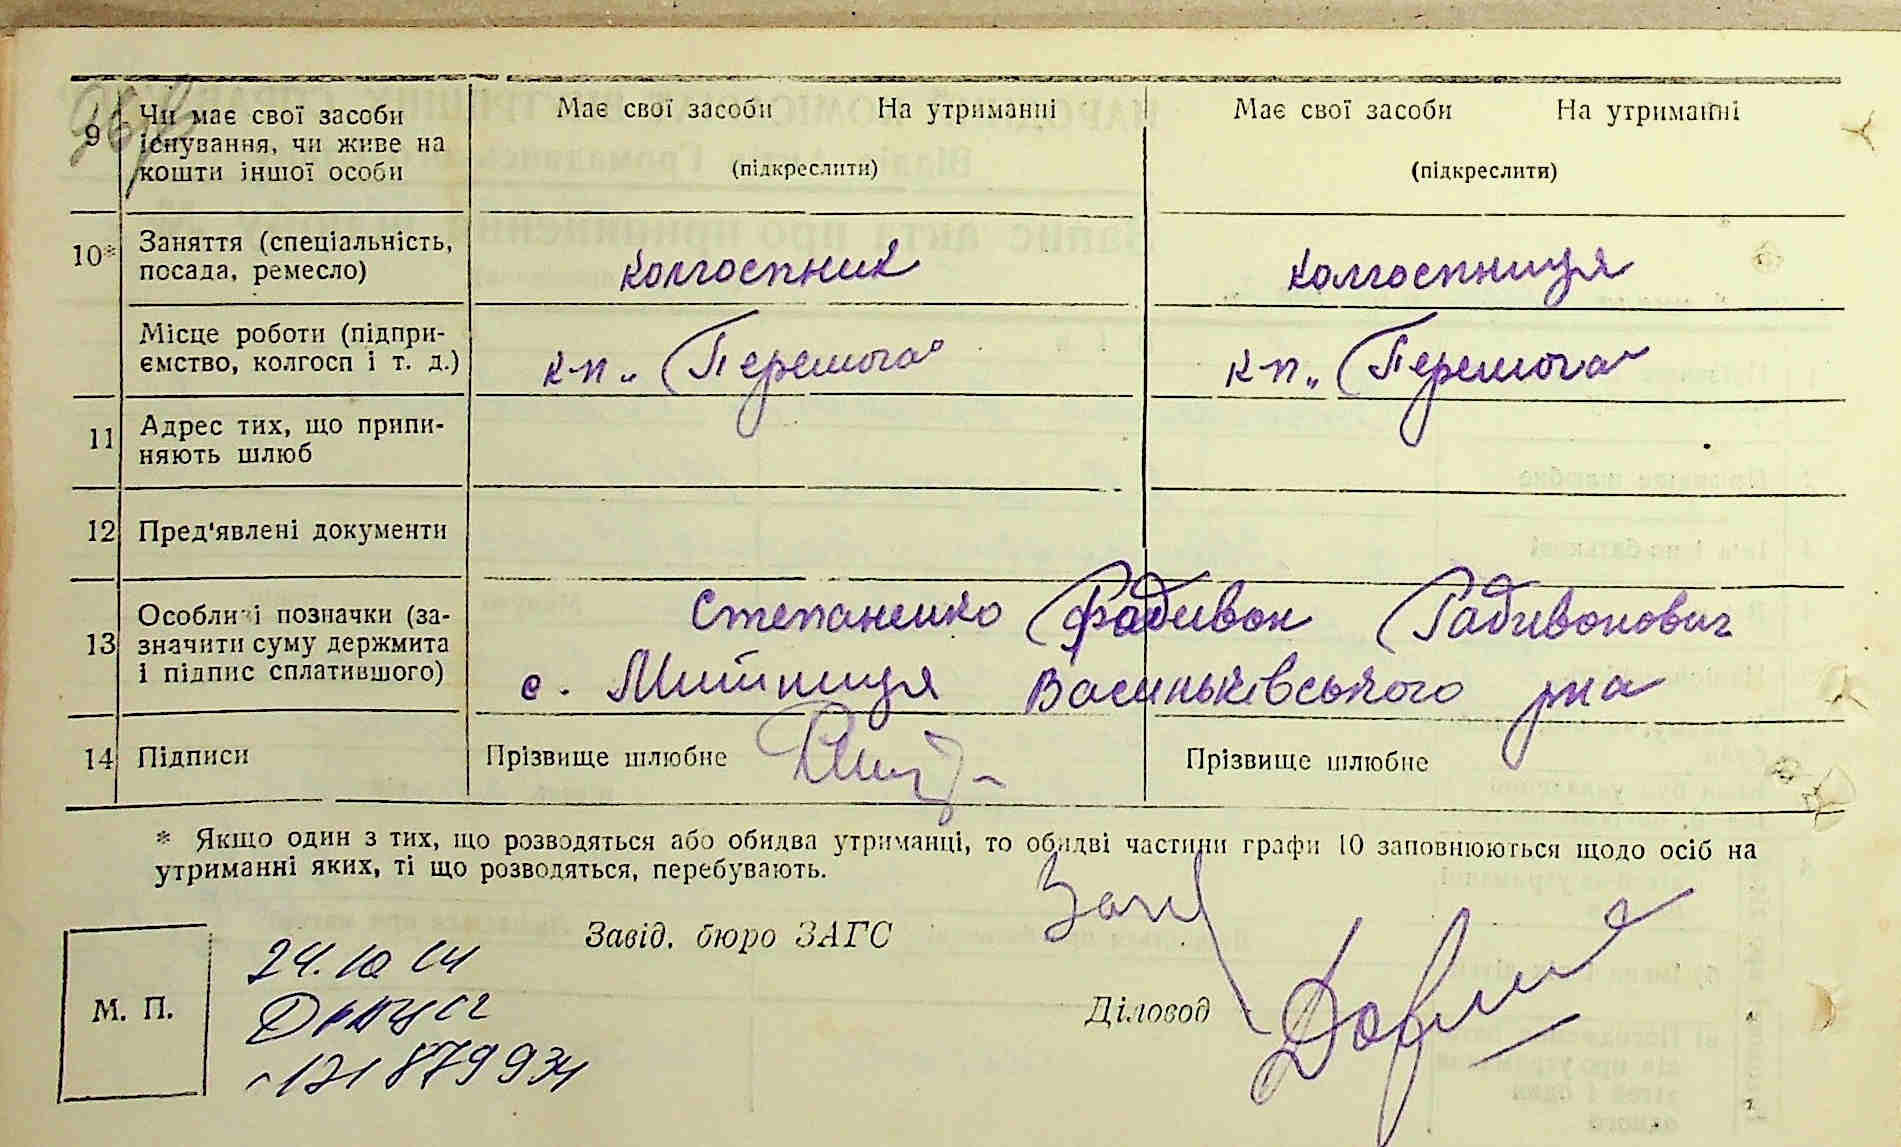 9 Чи має свої засоби існування, чи живе на кошти іншої особи
Має свої засоби На утриманні
(підкреслити)
Має свої засоби На утриманні
(підкреслити)
10* Заняття (спеціальність, посада, ремесло)
колгоспник
колгоспниця
Місце роботи (підприємство, колгосп і т. д.)
кп. „Перемога"
кп. „Перемога"
11 Адрес тих, що припиняють шлюб
12 Пред'явлені документи
13 Особливі позначки (зазначити суму держмита і підпис сплатившого)
Степаненко Радивон Радивонович
с. Митниця Васильківського р-на
14 Підписи
Прізвище шлюбне
Прізвище шлюбне
* Якщо один з тих, що розводяться або обидва утриманці, то обидві частини графи 10 заповнюються щодо осіб на
утриманні яких, ті що розводяться, перебувають.
Завід. бюро ЗАГС
М. П.
Діловод